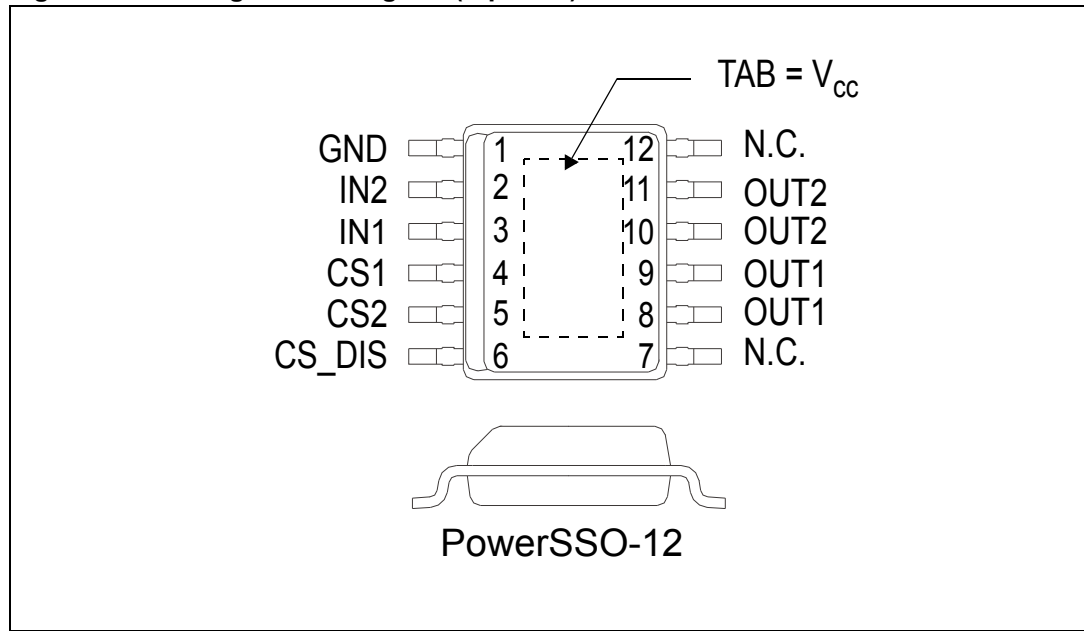 TAB = VCC
GND 1 12 N.C.
IN2 2 11 OUT2
IN1 3 10 OUT2
CS1 4 9 OUT1
CS2 5 8 OUT1
CS_DIS 6 7 N.C.
PowerSSO-12